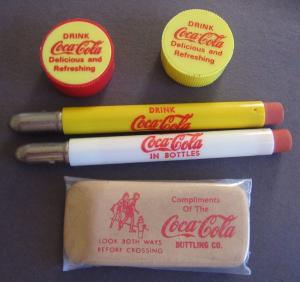 DRINK
Coca-Cola
Delicious and
Refreshing
DRINK
Coca-Cola
Delicious and
Refreshing
DRINK
Coca-Cola
Coca-Cola
IN BOTTLES
Compliments
Of The
Coca-Cola
BOTTLING CO.
LOOK BOTH WAYS
BEFORE CROSSING